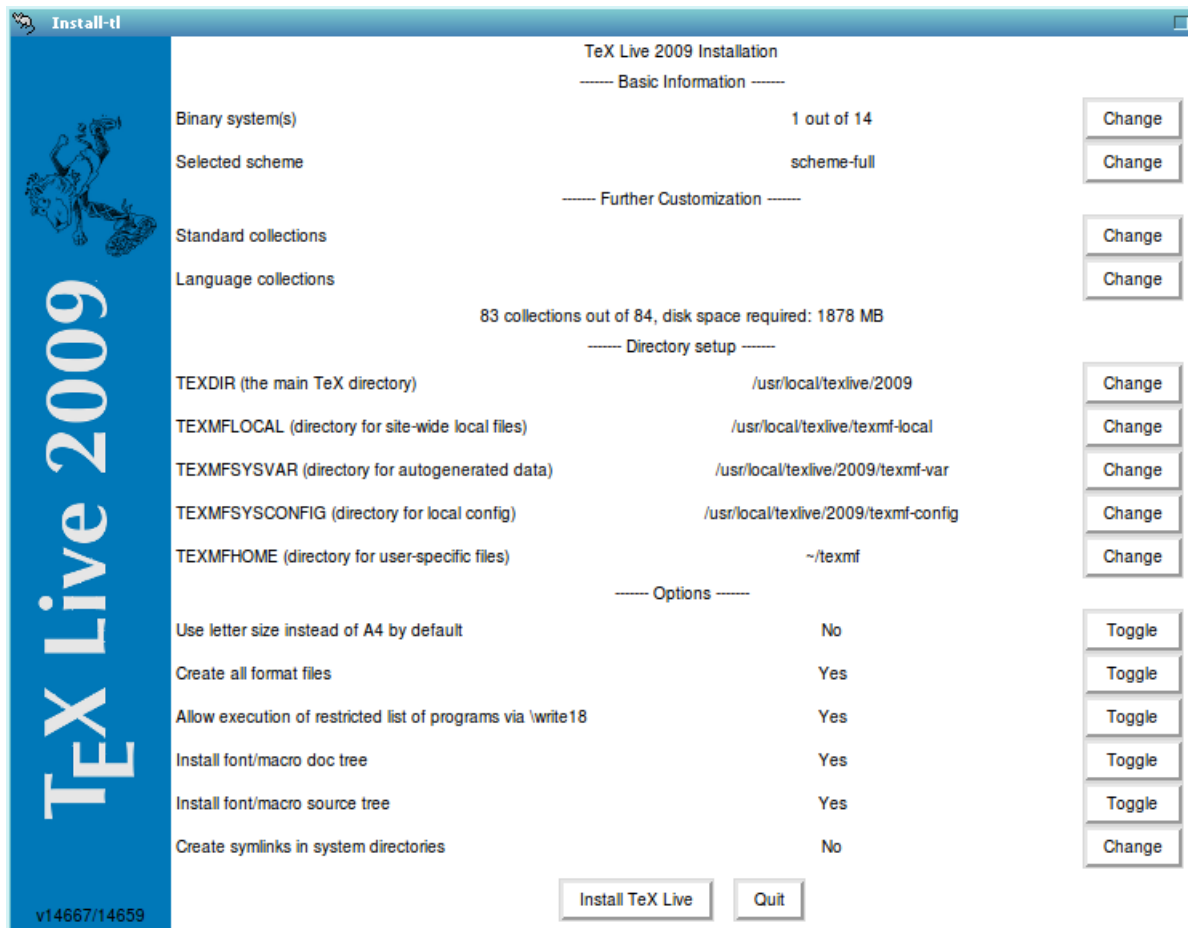 Install-tl
TeX Live 2009 Installation
------- Basic Information -------
Binary system(s) 1 out of 14 Change
Selected scheme scheme-full Change
------- Further Customization -------
Standard collections Change
Language collections Change
83 collections out of 84, disk space required: 1878 MB
------- Directory setup -------
TEXDIR (the main TeX directory) /usr/local/texlive/2009 Change
TEXMFLOCAL (directory for site-wide local files) /usr/local/texlive/texmf-local Change
TEXMFSYSVAR (directory for autogenerated data) /usr/local/texlive/2009/texmf-var Change
TEXMFSYSCONFIG (directory for local config) /usr/local/texlive/2009/texmf-config Change
TEXMFHOME (directory for user-specific files) ~/texmf Change
------- Options -------
Use letter size instead of A4 by default No Toggle
Create all format files Yes Toggle
Allow execution of restricted list of programs via \write18 Yes Toggle
Install font/macro doc tree Yes Toggle
Install font/macro source tree Yes Toggle
Create symlinks in system directories No Change
Install TeX Live Quit
TEX Live 2009
v14667/14659